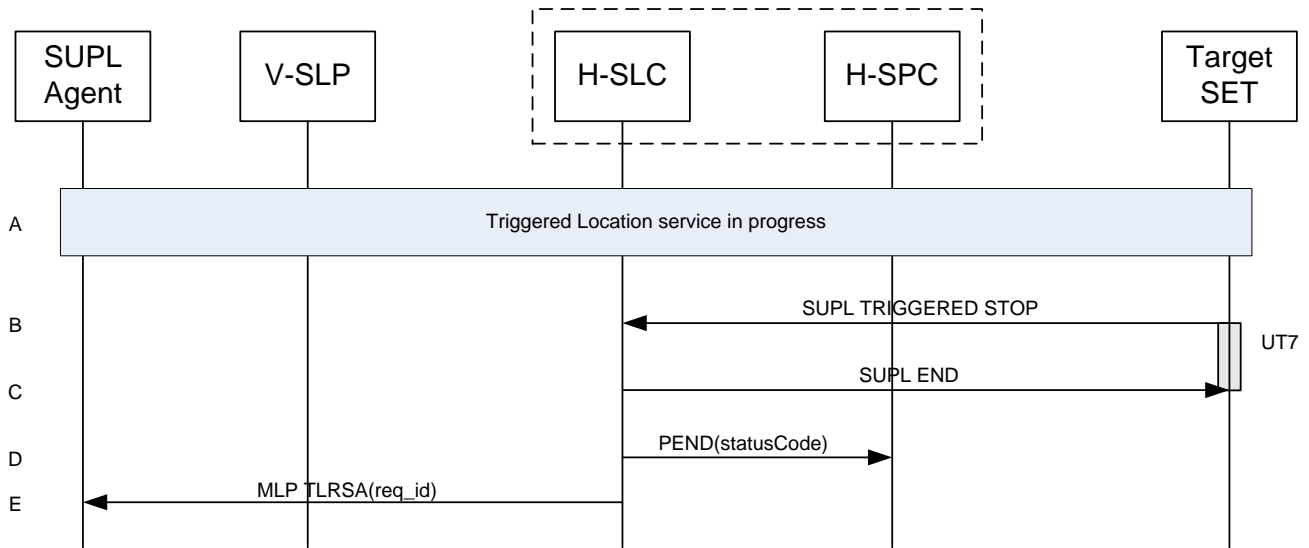 SUPL
Agent
V-SLP
H-SLC
H-SPC
Target
SET
A
Triggered Location service in progress
B
SUPL TRIGGERED STOP
UT7
C
SUPL END
D
PEND(statusCode)
E
MLP TLRSA(req_id)